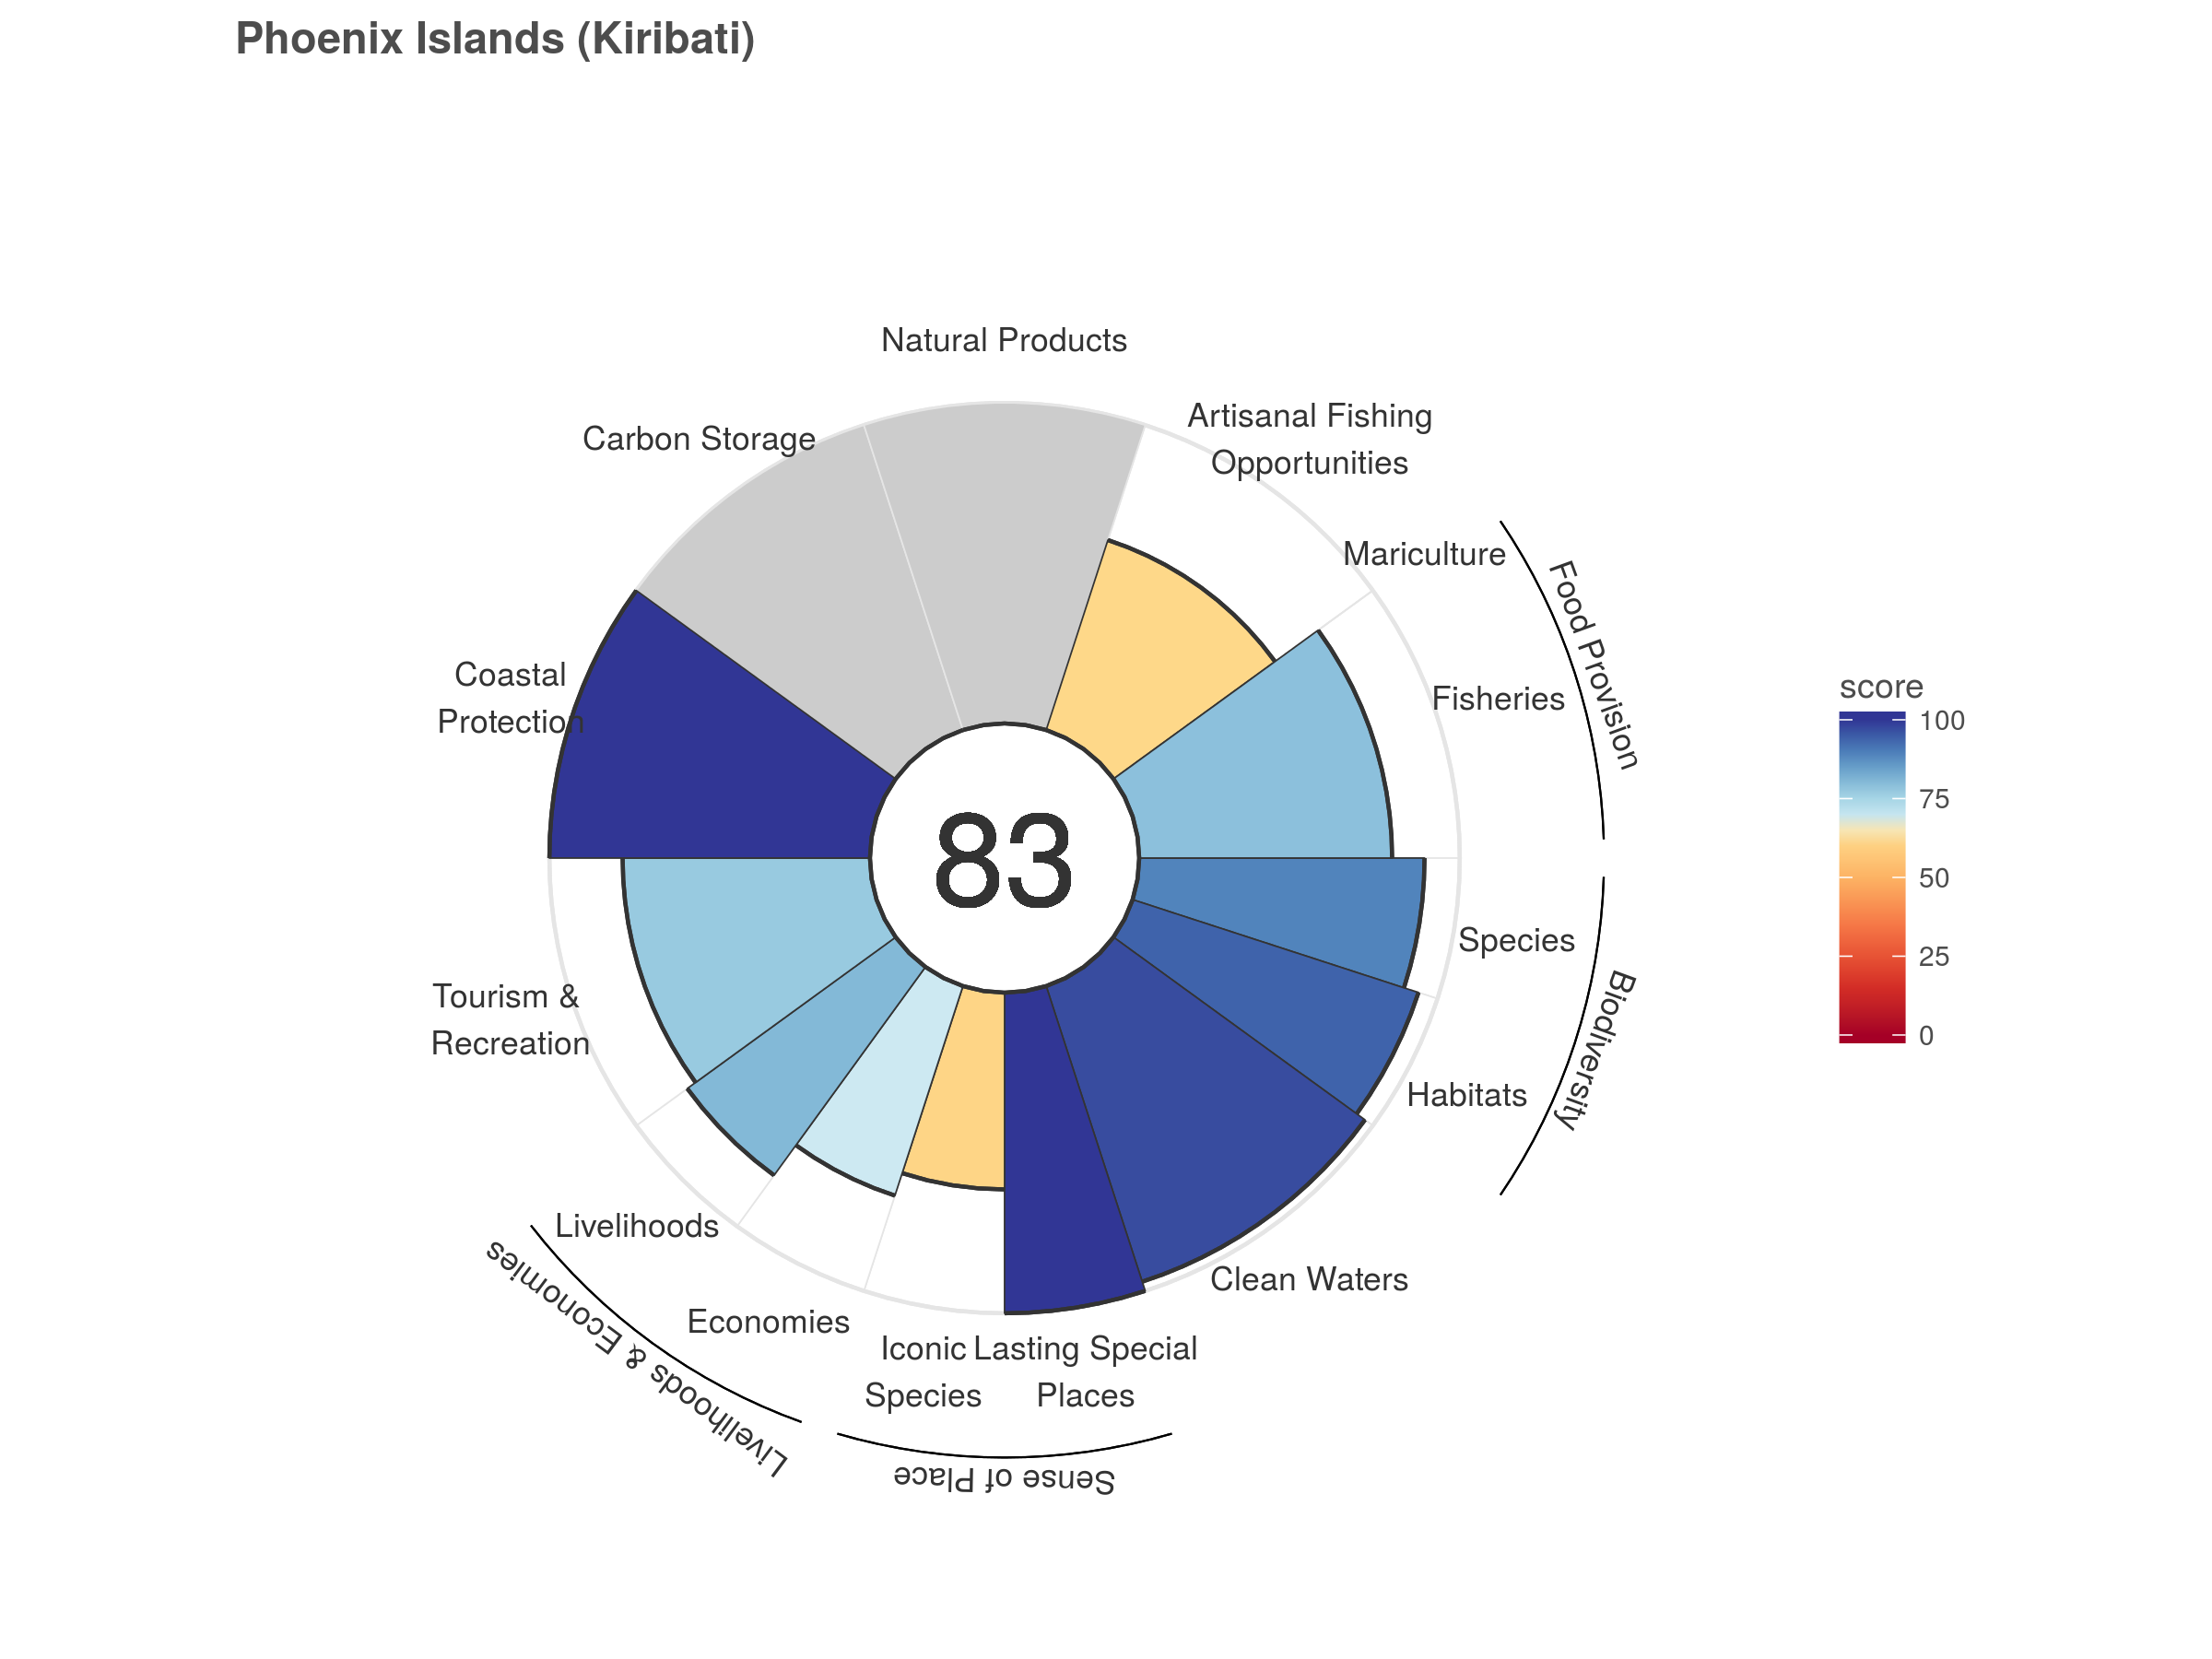 Phoenix Islands (Kiribati)
Natural Products
Artisanal Fishing
Opportunities
Carbon Storage
Mariculture
Food Provision
Coastal
Protection
Fisheries
score
100
75
50
25
0
83
Species
Biodiversity
Tourism &
Recreation
Habitats
Livelihoods
Clean Waters
Livelihoods & Economies
Economies
Iconic
Species
Lasting Special
Places
Sense of Place